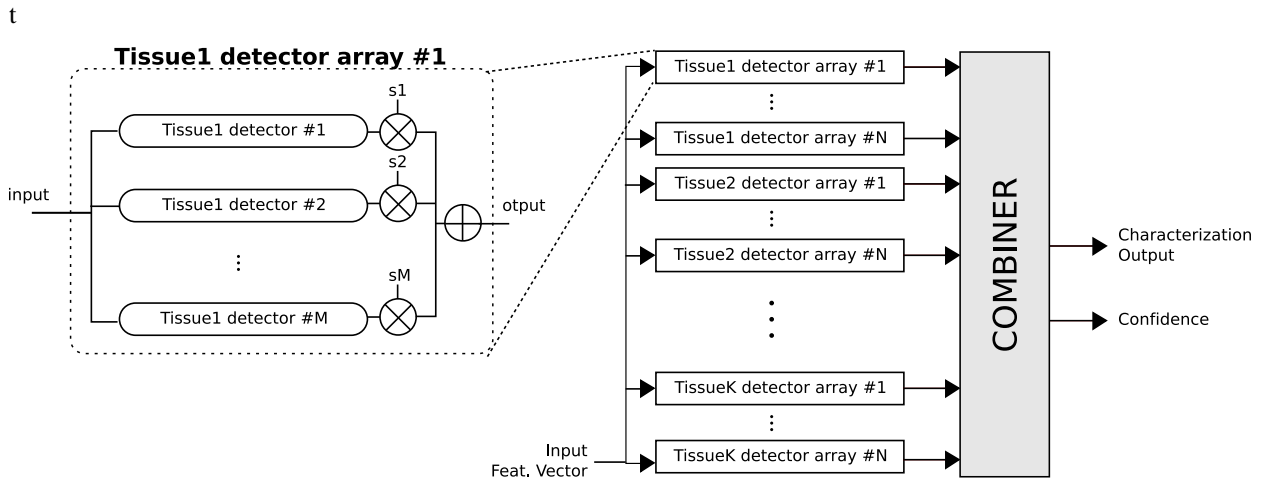 t
Tissue1 detector array #1
s1
Tissue1 detector #1
s2
input
Tissue1 detector #2
otput
sM
Tissue1 detector #M
Tissue1 detector array #1
Tissue1 detector array #N
Tissue2 detector array #1
Tissue2 detector array #N
TissueK detector array #1
TissueK detector array #N
Input
Feat. Vector
COMBINER
Characterization
Output
Confidence